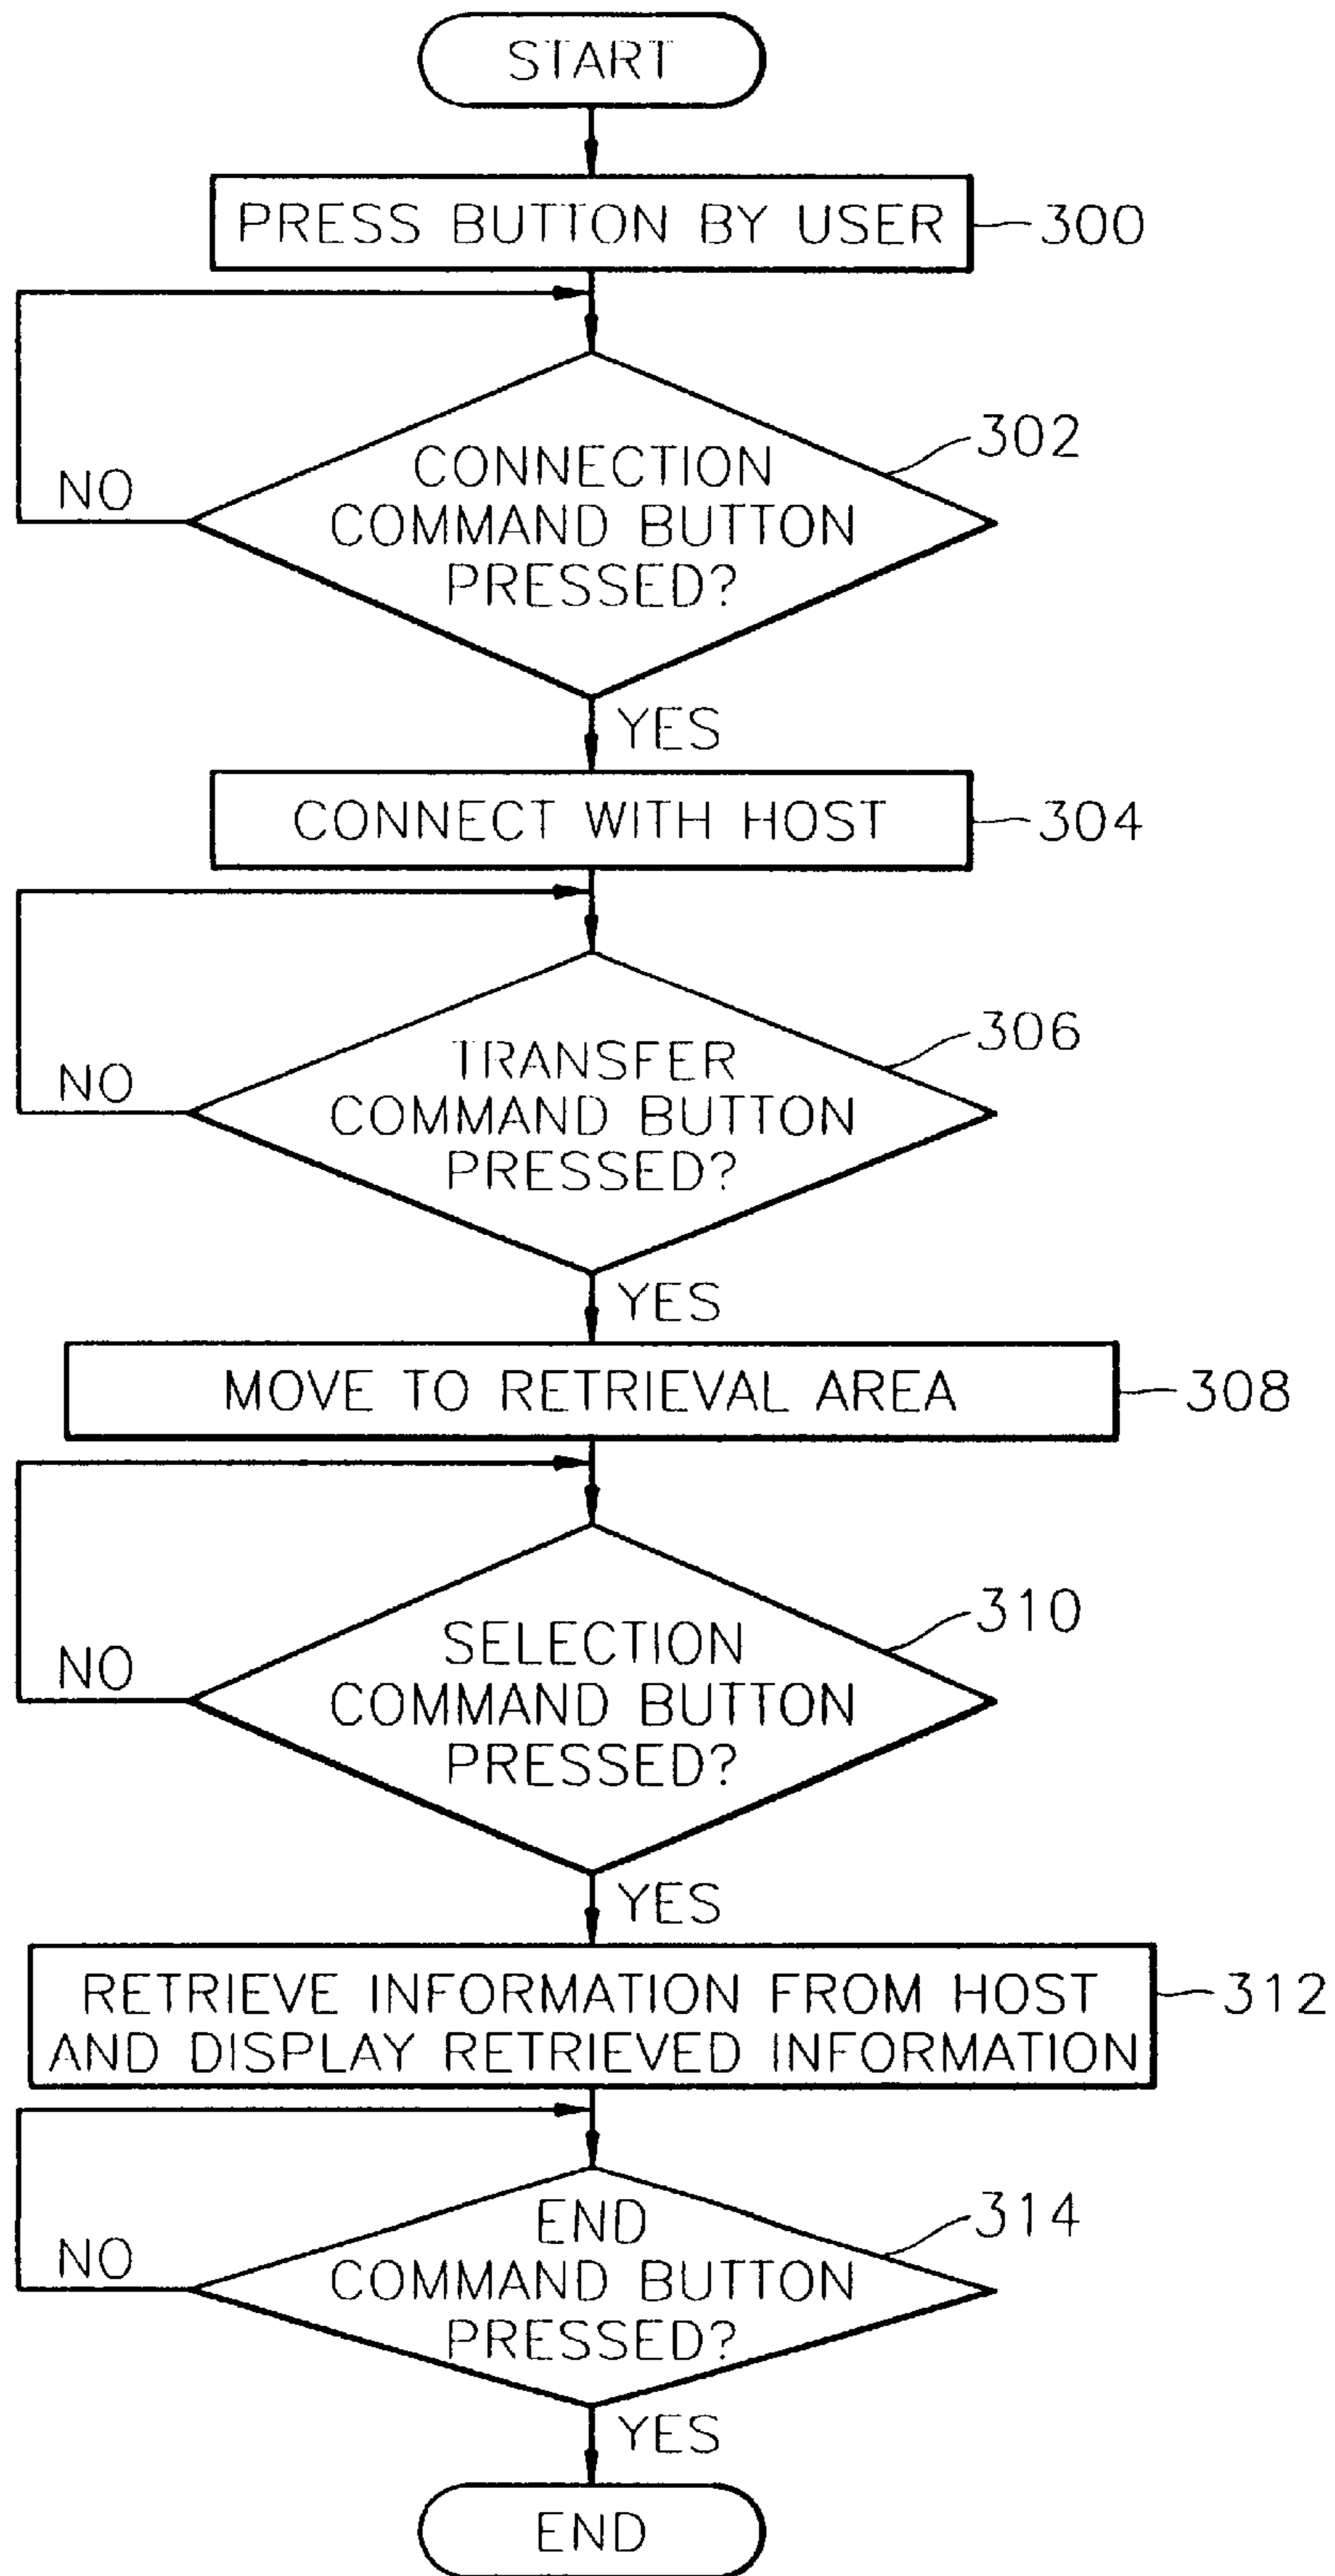 START
PRESS BUTTON BY USER
300
302
CONNECTION
COMMAND BUTTON
PRESSED?
NO
YES
CONNECT WITH HOST
304
306
TRANSFER
COMMAND BUTTON
PRESSED?
NO
YES
MOVE TO RETRIEVAL AREA
308
310
SELECTION
COMMAND BUTTON
PRESSED?
NO
YES
RETRIEVE INFORMATION FROM HOST
AND DISPLAY RETRIEVED INFORMATION
312
314
END
COMMAND BUTTON
PRESSED?
NO
YES
END